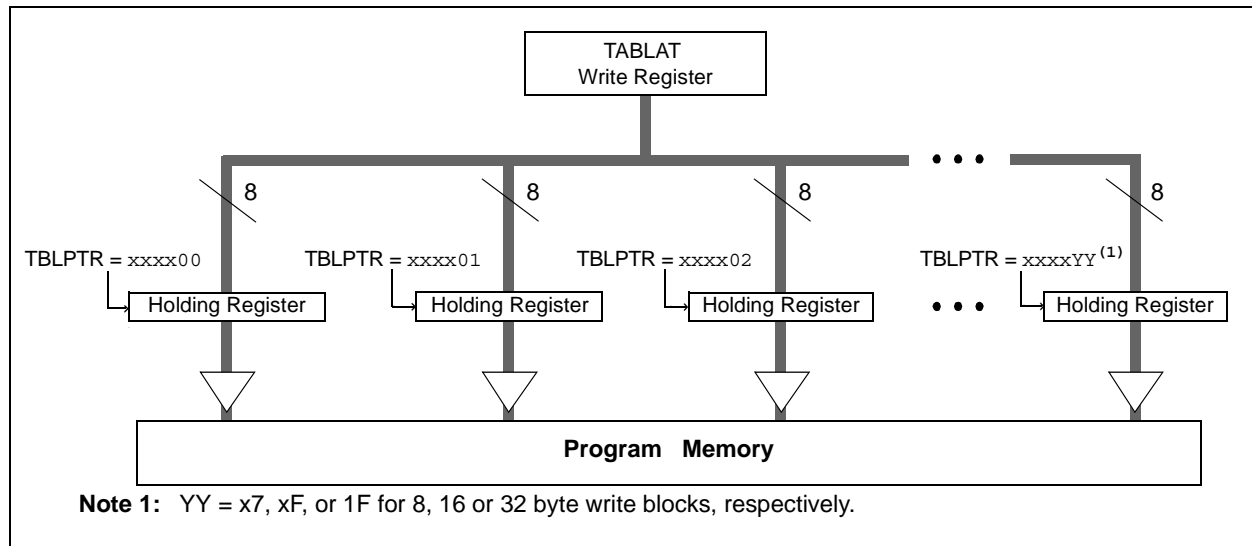 TABLAT
Write Register
8 8 8 8
TBLPTR = xxxx00 TBLPTR = xxxx01 TBLPTR = xxxx02 TBLPTR = xxxxYY(1)
Holding Register Holding Register Holding Register Holding Register
Program Memory
Note 1: YY = x7, xF, or 1F for 8, 16 or 32 byte write blocks, respectively.